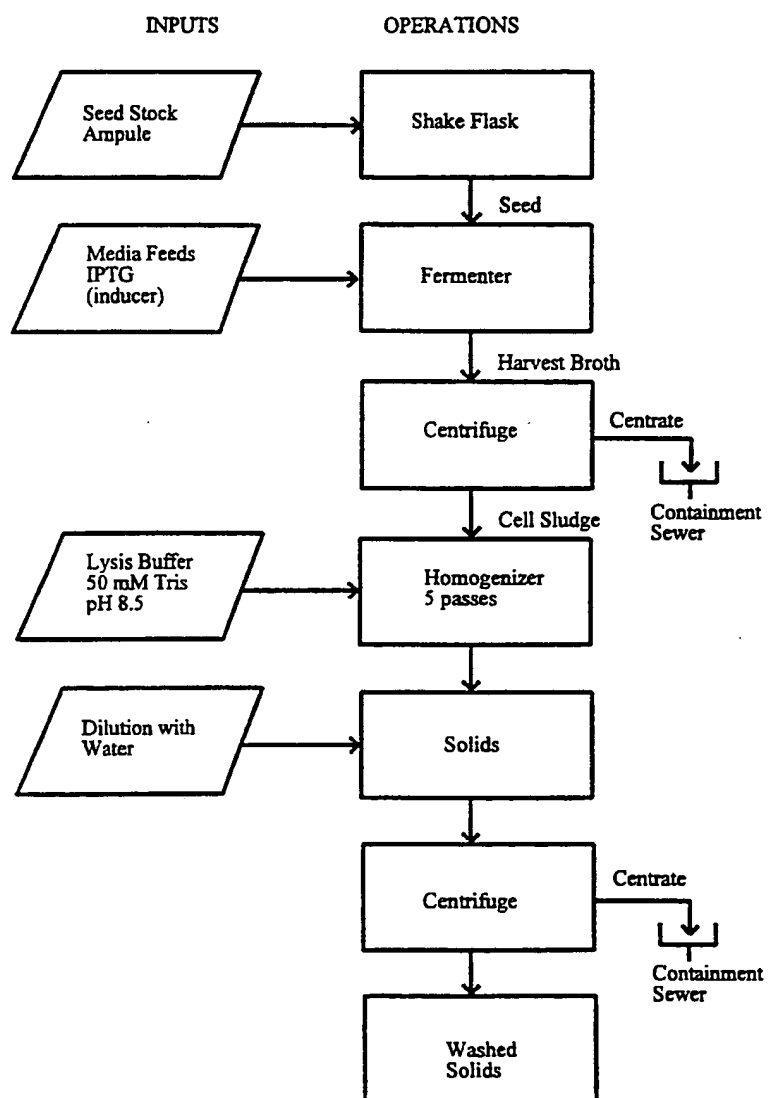 INPUTS
OPERATIONS
Seed Stock
Ampule
Shake Flask
Seed
Media Feeds
IPTG
(inducer)
Fermenter
Harvest Broth
Centrifuge
Centrate
Containment
Sewer
Cell Sludge
Lysis Buffer
50 mM Tris
pH 8.5
Homogenizer
5 passes
Dilution with
Water
Solids
Centrifuge
Centrate
Containment
Sewer
Washed
Solids